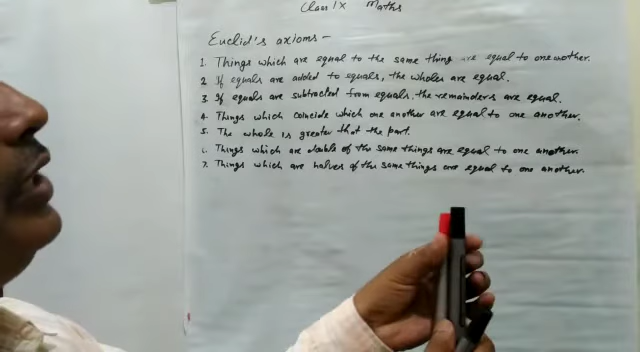 Class IX Maths
Euclid's axioms -
1. Things which are equal to the same thing are equal to one another.
2 If equals are added to equals, the wholes are equal.
3 If equals are subtracted from equals, the remainders are equal.
4. Things which coincide which one another are equal to one another.
5. The whole is greater that the part.
6. Things which are double of the same things are equal to one another.
7. Things which are halves of the same things are equal to one another.